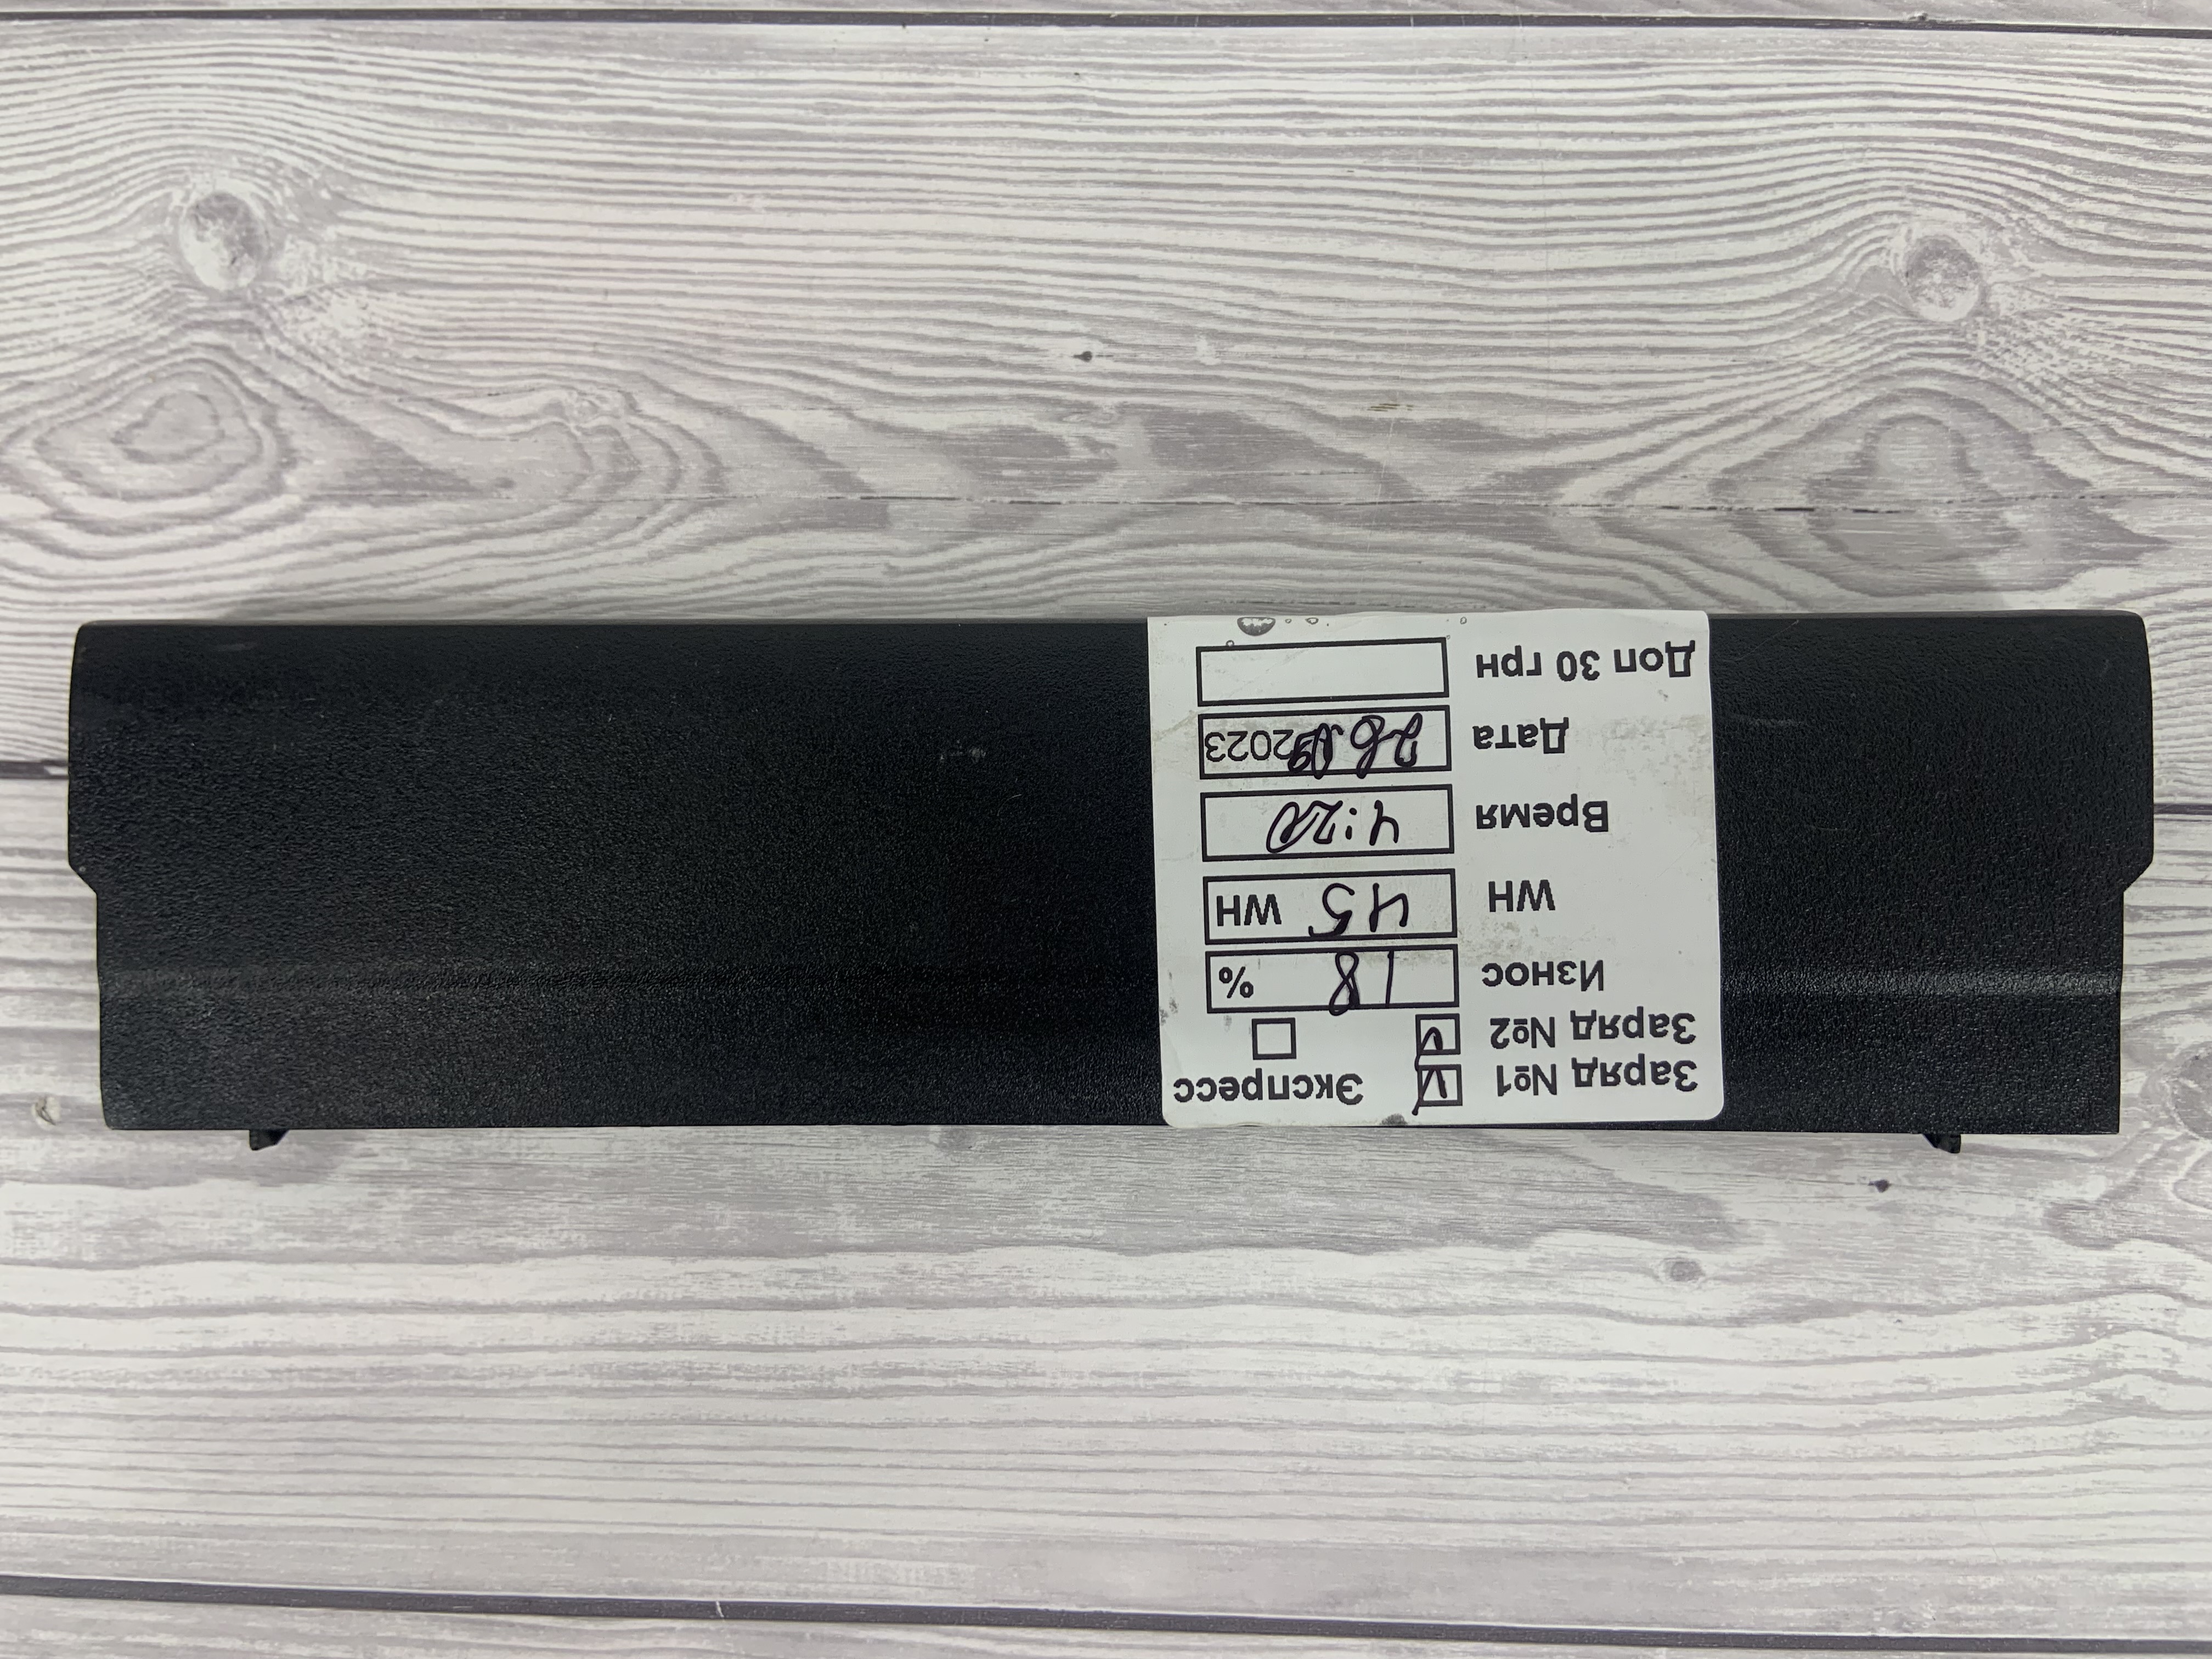 Заряд №1 Экспресс
Заряд №2
Износ 18 %
WH 45 WH
Время 4:20
Дата 26.09 2023
Доп 30 грн